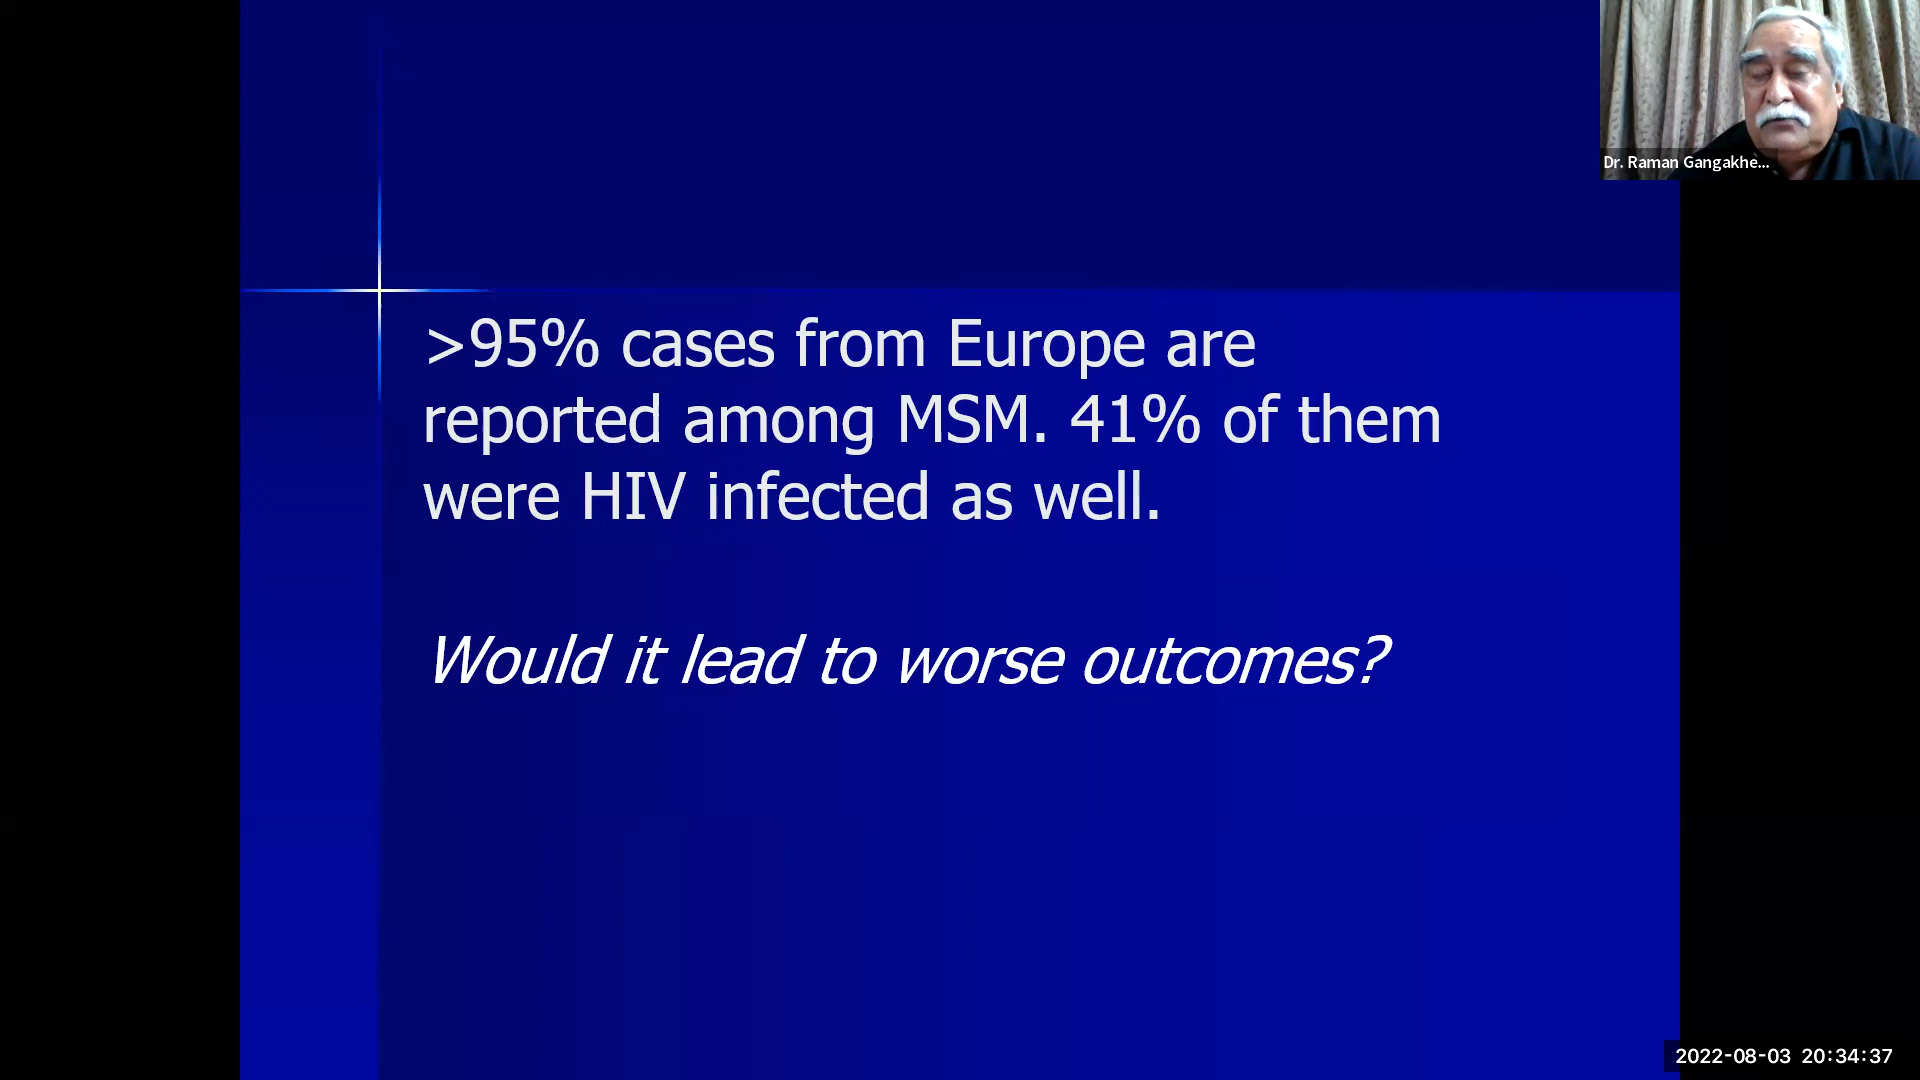 Dr. Raman Gangakhe...
>95% cases from Europe are
reported among MSM. 41% of them
were HIV infected as well.
Would it lead to worse outcomes?
2022-08-03 20:34:37